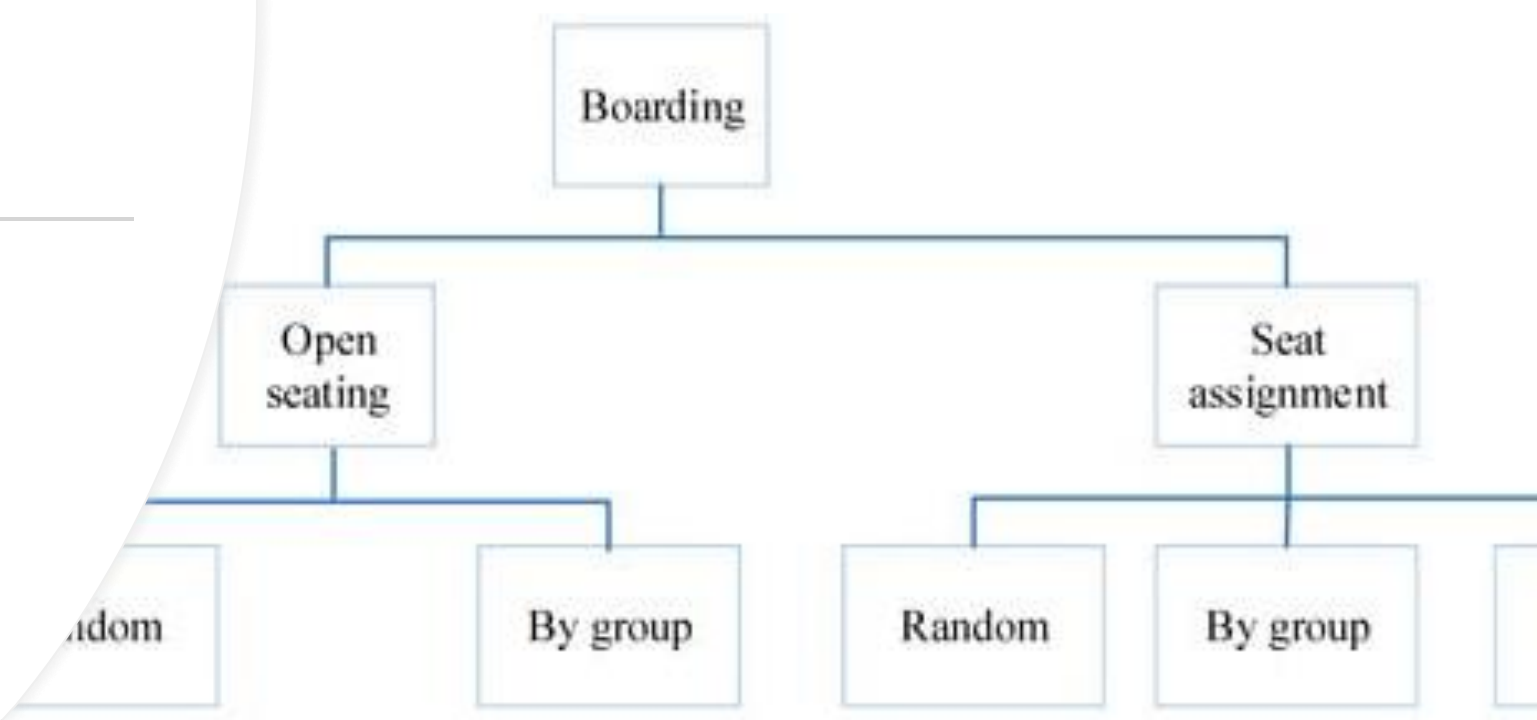 Boarding
Open
seating
Seat
assignment
By group
Random
By group